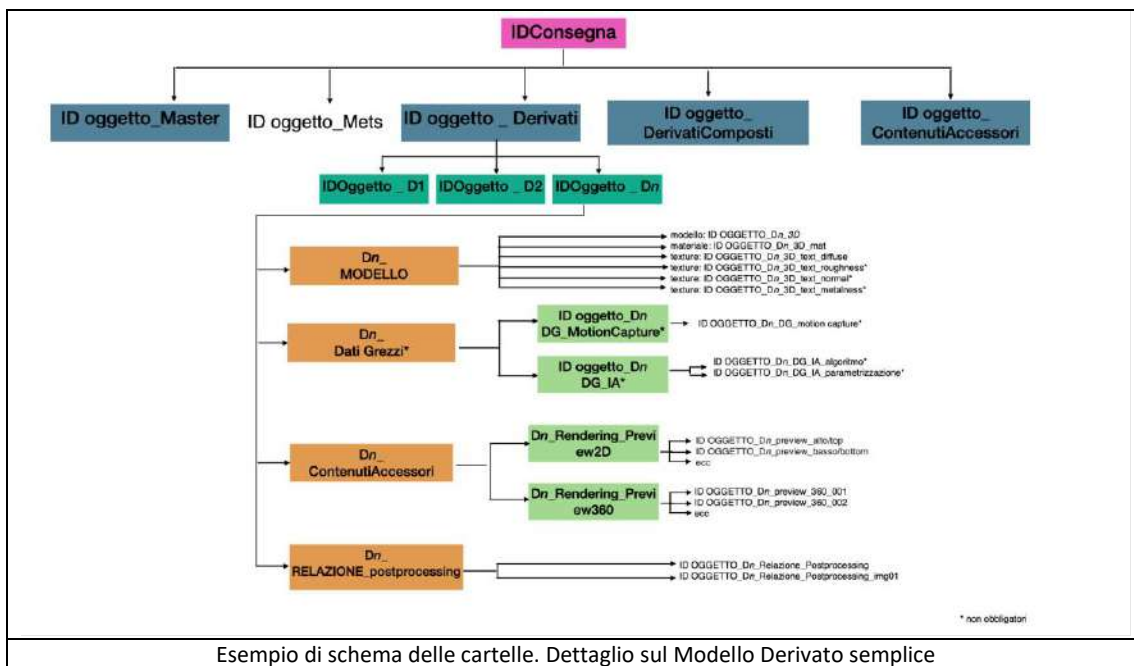 IDConsegna
ID oggetto_Master
ID oggetto_Mets
ID oggetto _ Derivati
ID oggetto_
DerivatiComposti
ID oggetto_
ContenutiAccessori
IDOggetto _ D1
IDOggetto _ D2
IDOggetto _ Dn
Dn_
MODELLO
modello: ID OGGETTO_Dn_3D
materiale: ID OGGETTO_Dn_3D_mat
texture: ID OGGETTO_Dn_3D_text_diffuse
texture: ID OGGETTO_Dn_3D_text_roughness*
texture: ID OGGETTO_Dn_3D_text_normal*
texture: ID OGGETTO_Dn_3D_text_metalness*
Dn_
Dati Grezzi*
ID oggetto_Dn
DG_MotionCapture*
ID OGGETTO_Dn_DG_motion capture*
ID oggetto_Dn
DG_IA*
ID OGGETTO_Dn_DG_IA_algoritmo*
ID OGGETTO_Dn_DG_IA_parametrizzazione*
Dn_
ContenutiAccessori
Dn_Rendering_Previ
ew2D
ID OGGETTO_Dn_preview_alto/top
ID OGGETTO_Dn_preview_basso/bottom
ecc
Dn_Rendering_Previ
ew360
ID OGGETTO_Dn_preview_360_001
ID OGGETTO_Dn_preview_360_002
ecc
Dn_
RELAZIONE_postprocessing
ID OGGETTO_Dn_Relazione_Postprocessing
ID OGGETTO_Dn_Relazione_Postprocessing_img01
* non obbligatori
Esempio di schema delle cartelle. Dettaglio sul Modello Derivato semplice